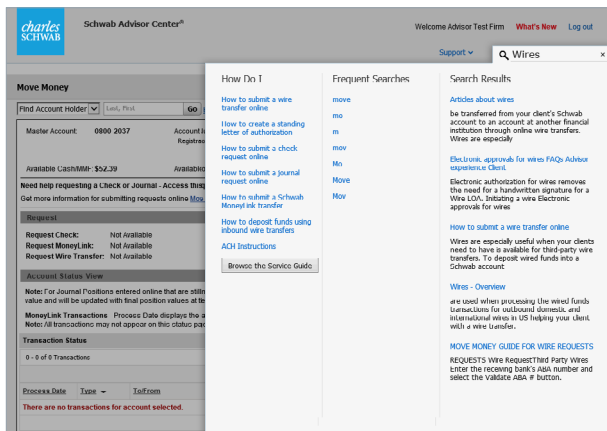 charles
SCHWAB
Schwab Advisor Center®
Welcome Advisor Test Firm What's New Log out
Support
Wires ×
Move Money
Find Account Holder Last, First Go
Master Account: 0800 2037 Account
Available Cash/MMF: $52.39
Need help requesting a Check or Journal - Access this
Get more information for submitting requests online Mov
Request
Request Check: Not Available
Request MoneyLink: Not Available
Request Wire Transfer: Not Available
Account Status View
Note: For Journal Positions entered online that are still
value and will be updated with final position values at
MoneyLink Transactions Process Date displays the a
Note: All transactions may not appear on this status pag
Transaction Status
0 - 0 of 0 Transactions
Process Date Type To/From
There are no transactions for account selected.
How Do I
How to submit a wire
transfer online
How to create a standing
letter of authorization
How to submit a check
request online
How to submit a journal
request online
How to submit a Schwab
MoneyLink transfer
How to deposit funds using
inbound wire transfers
ACH Instructions
Browse the Service Guide
Frequent Searches
move
mo
m
mov
Mo
Move
Mov
Search Results
Articles about wires
be transferred from your client's Schwab
account to an account at another financial
institution through online wire transfers.
Wires are especially
Electronic approvals for wires FAQs Advisor
experience Client
Electronic authorization for wires removes
the need for a handwritten signature for a
Wire LOA. Initiating a wire Electronic
approvals for wires
How to submit a wire transfer online
Wires are especially useful when your clients
need to have is available for third-party wire
transfers. To deposit wired funds into a
Schwab account
Wires - Overview
are used when processing the wired funds
transactions for outbound domestic and
international wires in US helping your client
with a wire transfer.
MOVE MONEY GUIDE FOR WIRE REQUESTS
REQUESTS Wire RequestThird Party Wires
Enter the receiving bank's ABA number and
select the Validate ABA # button.